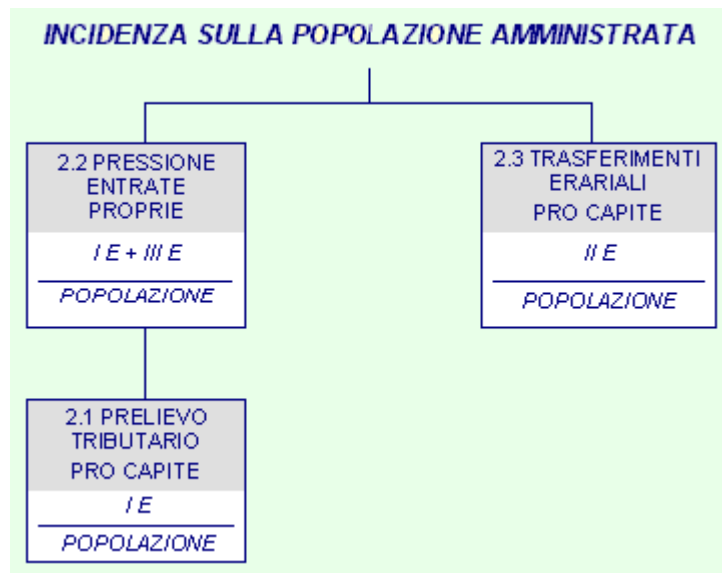 INCIDENZA SULLA POPOLAZIONE AMMINISTRATA
2.2 PRESSIONE
ENTRATE
PROPRIE
I E + III E
POPOLAZIONE
2.3 TRASFERIMENTI
ERARIALI
PRO CAPITE
II E
POPOLAZIONE
2.1 PRELIEVO
TRIBUTARIO
PRO CAPITE
I E
POPOLAZIONE